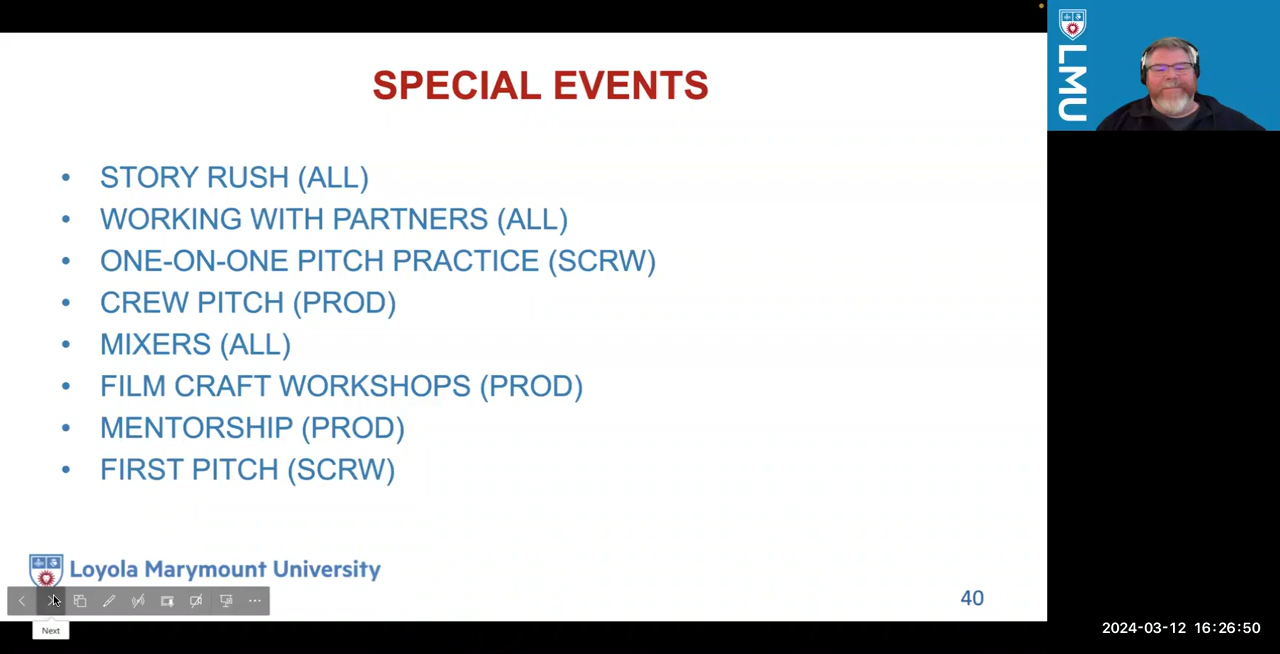 SPECIAL EVENTS
• STORY RUSH (ALL)
• WORKING WITH PARTNERS (ALL)
• ONE-ON-ONE PITCH PRACTICE (SCRW)
• CREW PITCH (PROD)
• MIXERS (ALL)
• FILM CRAFT WORKSHOPS (PROD)
• MENTORSHIP (PROD)
• FIRST PITCH (SCRW)
Loyola Marymount University
40
Next
LMU
2024-03-12 16:26:50